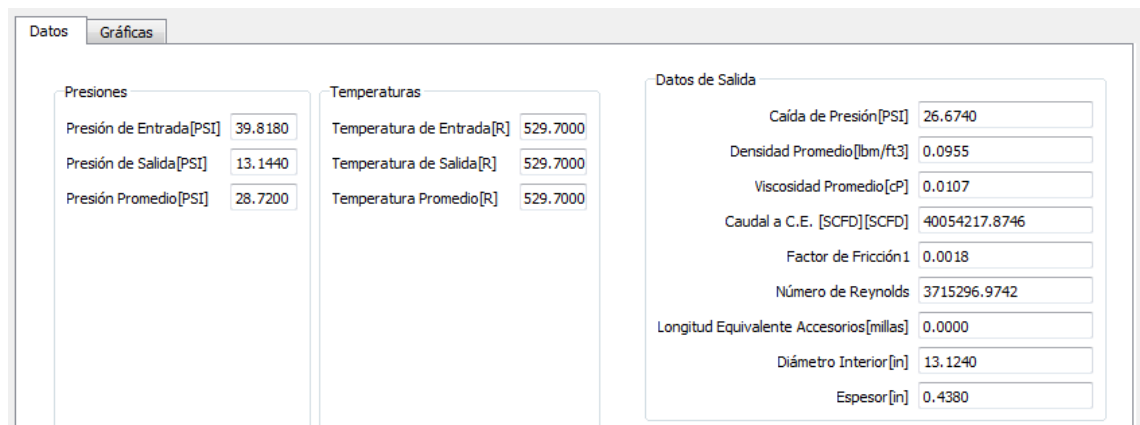 Datos
Gráficas
Presiones
Presión de Entrada[PSI] 39.8180
Presión de Salida[PSI] 13.1440
Presión Promedio[PSI] 28.7200
Temperaturas
Temperatura de Entrada[R] 529.7000
Temperatura de Salida[R] 529.7000
Temperatura Promedio[R] 529.7000
Datos de Salida
Caída de Presión[PSI] 26.6740
Densidad Promedio[lbm/ft3] 0.0955
Viscosidad Promedio[cP] 0.0107
Caudal a C.E. [SCFD][SCFD] 40054217.8746
Factor de Fricción1 0.0018
Número de Reynolds 3715296.9742
Longitud Equivalente Accesorios[millas] 0.0000
Diámetro Interior[in] 13.1240
Espesor[in] 0.4380